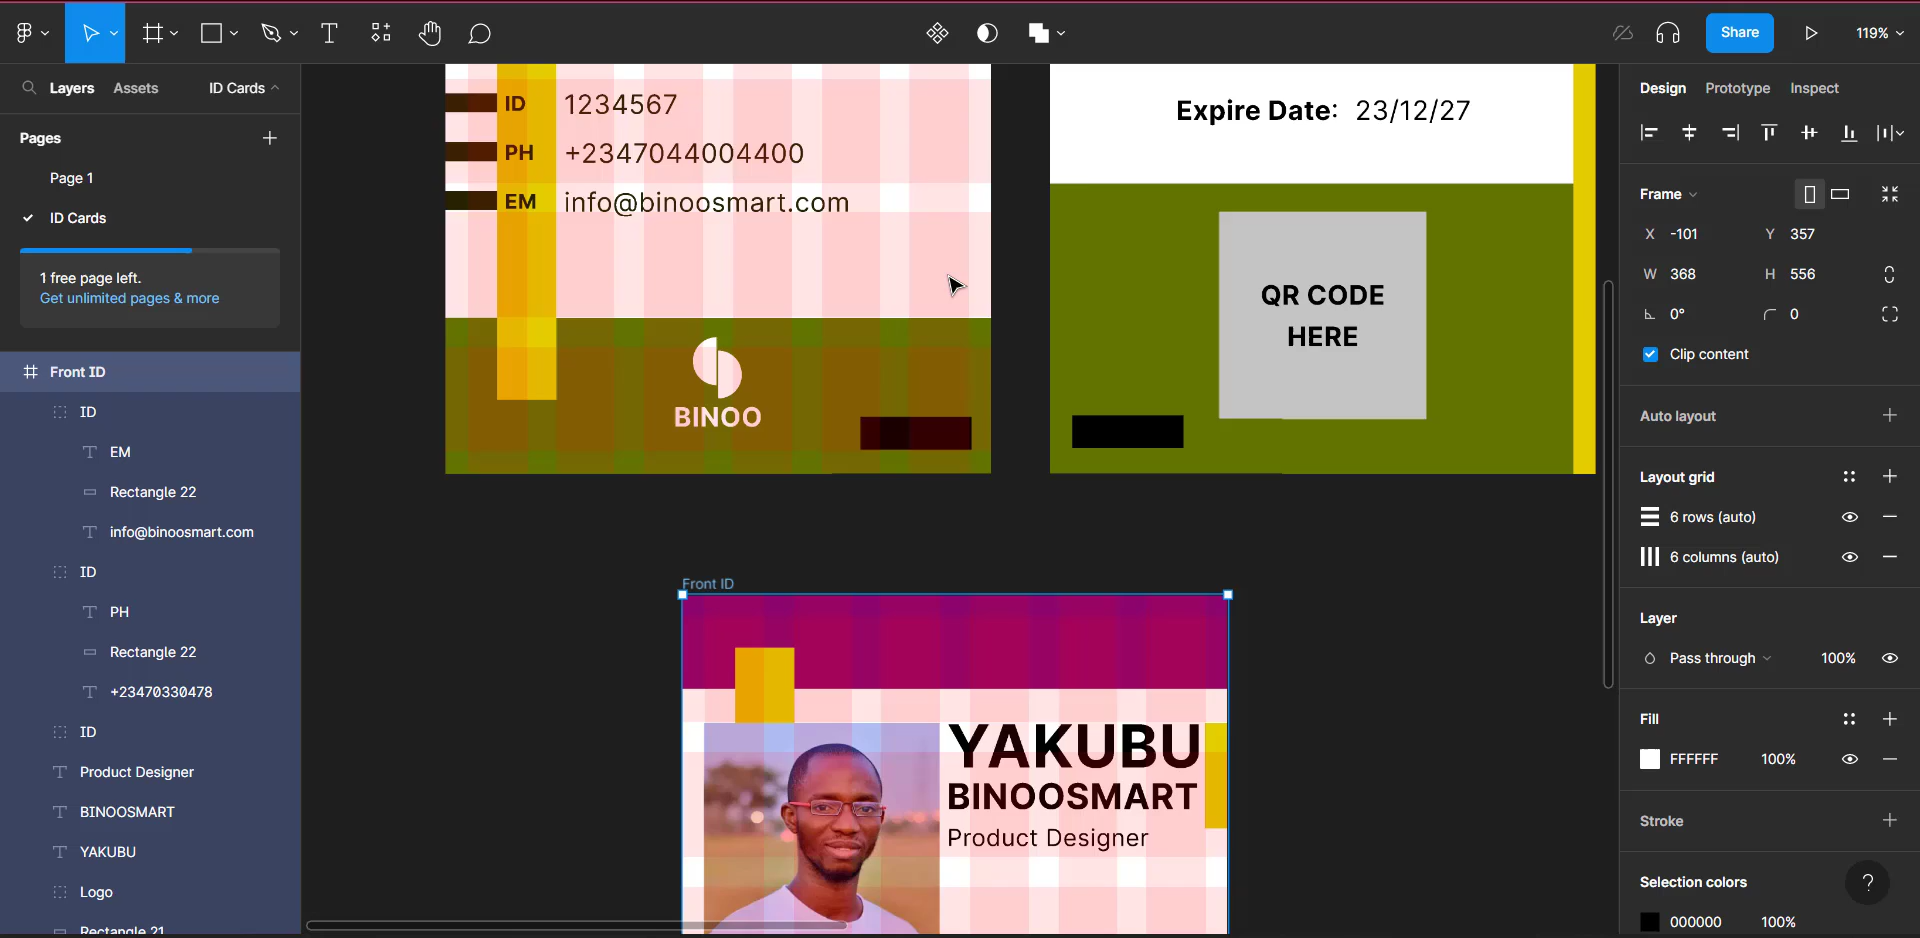 Share
119%
Layers
Assets
ID Cards
Pages
Page 1
ID Cards
1 free page left.
Get unlimited pages & more
Front ID
ID
EM
Rectangle 22
info@binoosmart.com
ID
PH
Rectangle 22
+23470330478
ID
Product Designer
BINOOSMART
YAKUBU
Logo
Rectangle 21
ID 1234567
PH +2347044004400
EM info@binoosmart.com
BINOO
Expire Date: 23/12/27
QR CODE
HERE
Front ID
YAKUBU
BINOOSMART
Product Designer
Design
Prototype
Inspect
Frame
X -101 Y 357
W 368 H 556
0° 0
Clip content
Auto layout
Layout grid
6 rows (auto)
6 columns (auto)
Layer
Pass through 100%
Fill
FFFFFF 100%
Stroke
Selection colors
?
000000 100%